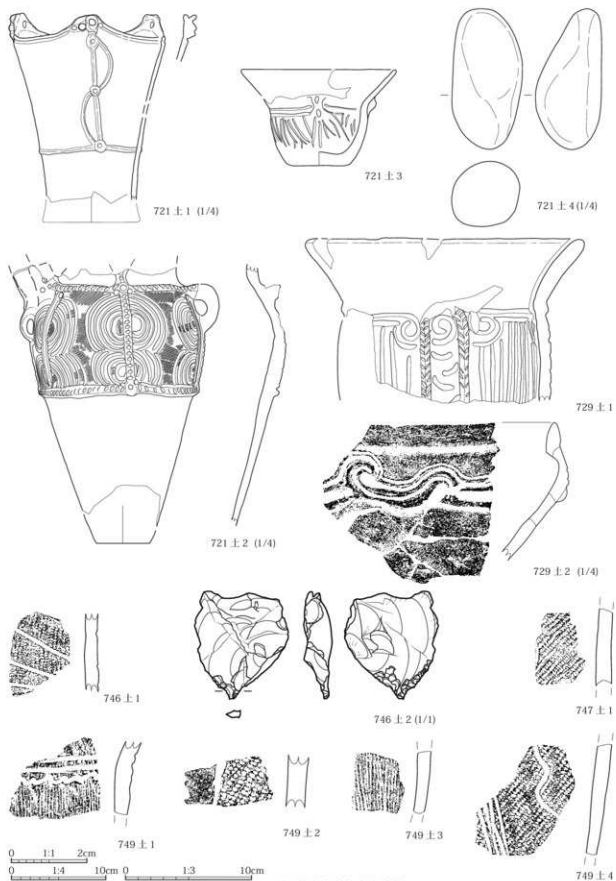 721 土 1 (1/4)
721 土 3
721 土 4 (1/4)
721 土 2 (1/4)
729 土 1
729 土 2 (1/4)
746 土 1
746 土 2 (1/1)
747 土 1
749 土 1
749 土 2
749 土 3
749 土 4
0 1:1 2cm
0 1:4 10cm
0 1:3 10cm